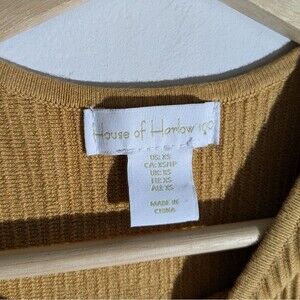 House of Harlow 1960
US: XS
CA: XS/TP
UK: XS
EU: XS
AU: XS
MADE IN
CHINA